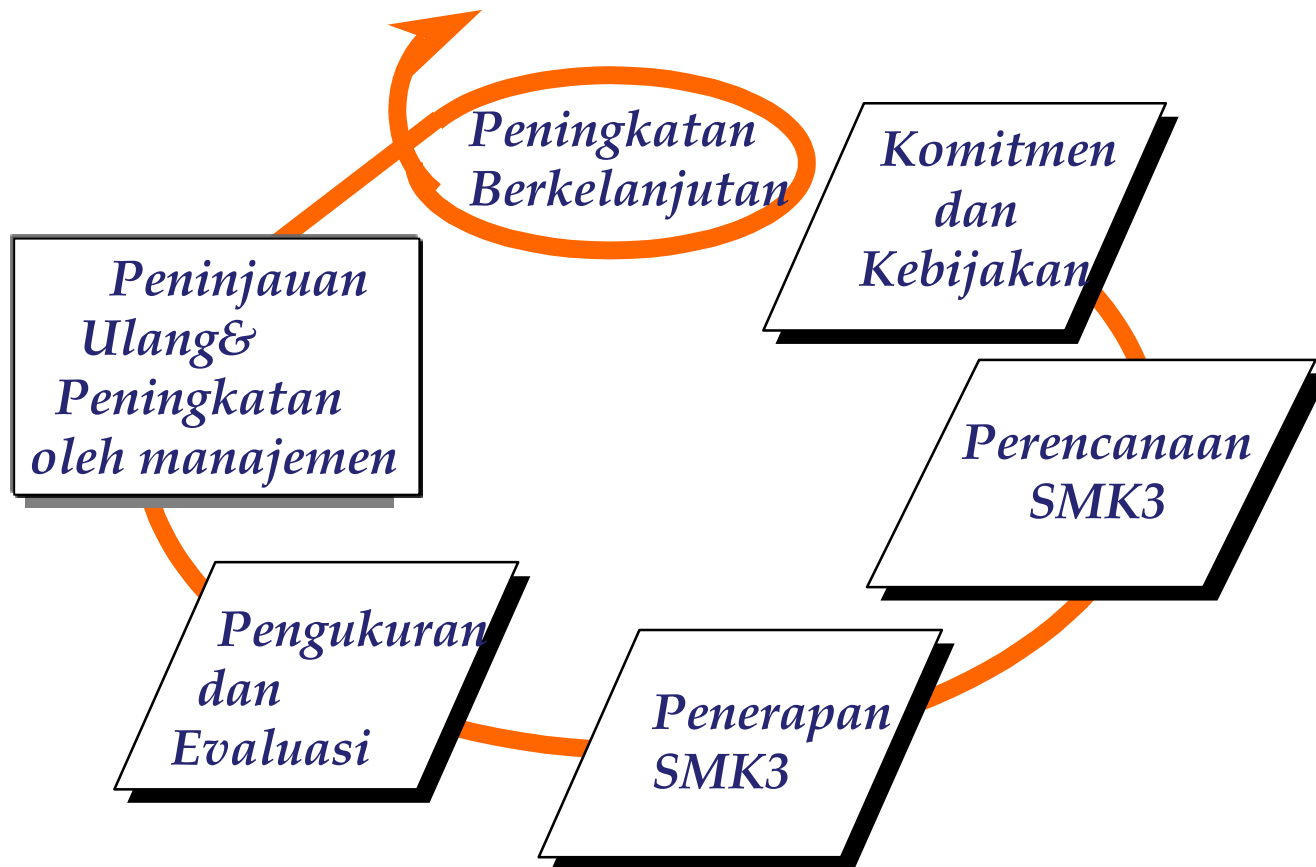 Peningkatan
Berkelanjutan
Komitmen
dan
Kebijakan
Perencanaan
SMK3
Penerapan
SMK3
Pengukuran
dan
Evaluasi
Peninjauan
Ulang&
Peningkatan
oleh manajemen